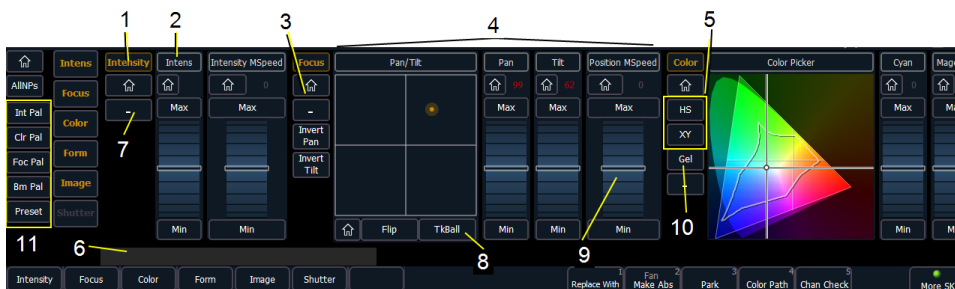 1 2 3 4 5
Intens Intensity Intens Intensity MSpeed Focus Pan/Tilt Pan Tilt Position MSpeed Color Color Picker Cyan Mage
AllNPs Focus 0 99 62 0 HS 0
Int Pal - Max Max - Max Max Max XY Max Max
Clr Pal Color 7 Invert Pan Gel
Foc Pal Form Invert Tilt -
Bm Pal Image
Preset Shutter Min Min Min Min Min Min Min
11 6 Flip TkBall 8 9 10
Intensity Focus Color Form Image Shutter
1 Replace With
Fan 2 Make Abs
3 Park
4 Color Path
5 Chan Check
More SK